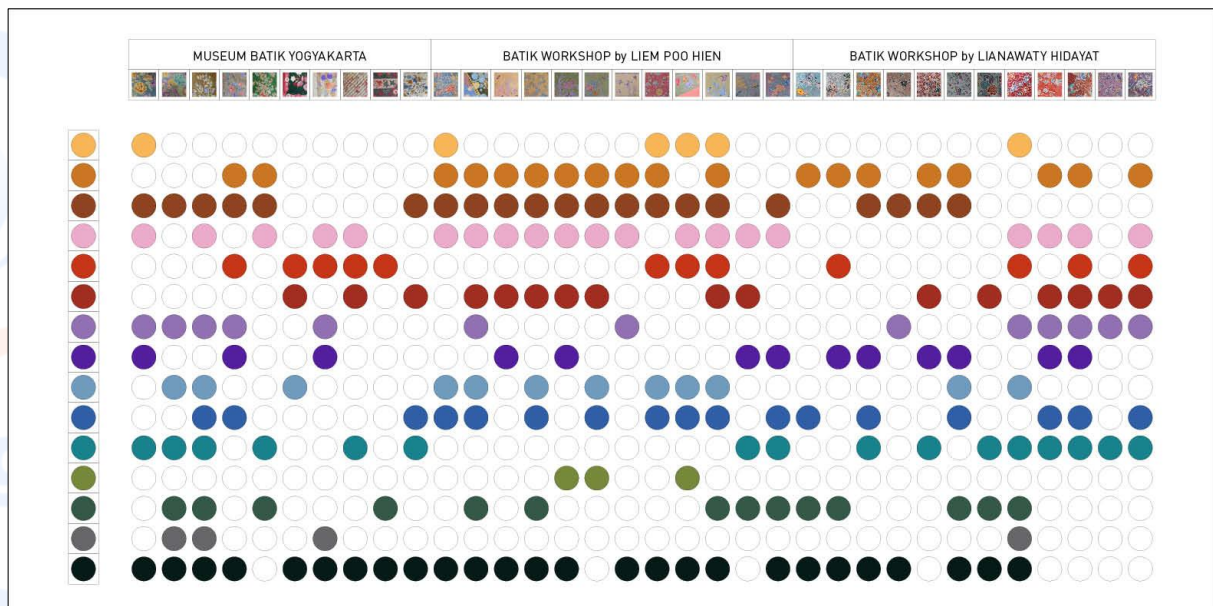 MUSEUM BATIK YOGYAKARTA
BATIK WORKSHOP by LIEM POO HIEN
BATIK WORKSHOP by LIANAWATY HIDAYAT